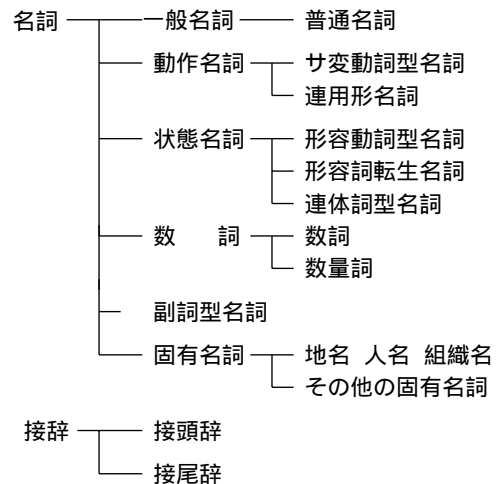 名詞 一般名詞 普通名詞
動作名詞 サ変動詞型名詞
連用形名詞
状態名詞 形容動詞型名詞
形容詞転生名詞
連体詞型名詞
数 詞 数詞
数量詞
副詞型名詞
固有名詞 地名 人名 組織名
その他の固有名詞
接辞 接頭辞
接尾辞